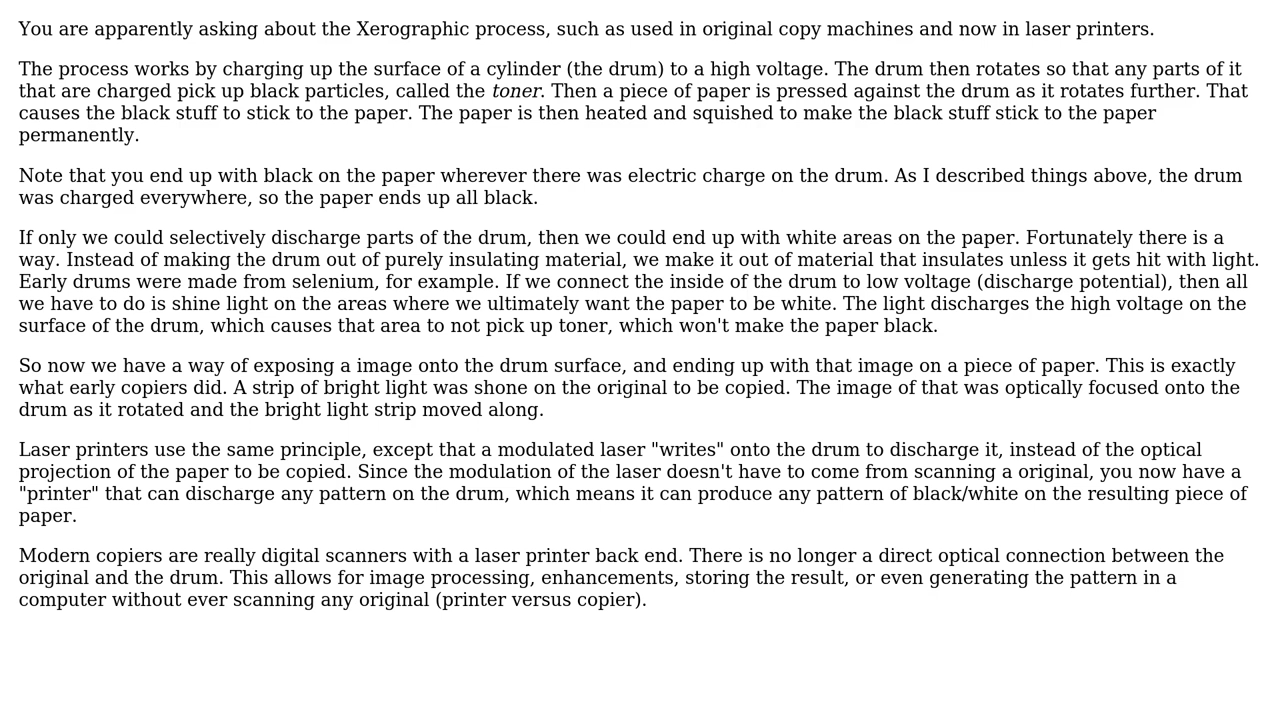 You are apparently asking about the Xerographic process, such as used in original copy machines and now in laser printers.
The process works by charging up the surface of a cylinder (the drum) to a high voltage. The drum then rotates so that any parts of it
that are charged pick up black particles, called the toner. Then a piece of paper is pressed against the drum as it rotates further. That
causes the black stuff to stick to the paper. The paper is then heated and squished to make the black stuff stick to the paper
permanently.
Note that you end up with black on the paper wherever there was electric charge on the drum. As I described things above, the drum
was charged everywhere, so the paper ends up all black.
If only we could selectively discharge parts of the drum, then we could end up with white areas on the paper. Fortunately there is a
way. Instead of making the drum out of purely insulating material, we make it out of material that insulates unless it gets hit with light.
Early drums were made from selenium, for example. If we connect the inside of the drum to low voltage (discharge potential), then all
we have to do is shine light on the areas where we ultimately want the paper to be white. The light discharges the high voltage on the
surface of the drum, which causes that area to not pick up toner, which won't make the paper black.
So now we have a way of exposing a image onto the drum surface, and ending up with that image on a piece of paper. This is exactly
what early copiers did. A strip of bright light was shone on the original to be copied. The image of that was optically focused onto the
drum as it rotated and the bright light strip moved along.
Laser printers use the same principle, except that a modulated laser "writes" onto the drum to discharge it, instead of the optical
projection of the paper to be copied. Since the modulation of the laser doesn't have to come from scanning a original, you now have a
"printer" that can discharge any pattern on the drum, which means it can produce any pattern of black/white on the resulting piece of
paper.
Modern copiers are really digital scanners with a laser printer back end. There is no longer a direct optical connection between the
original and the drum. This allows for image processing, enhancements, storing the result, or even generating the pattern in a
computer without ever scanning any original (printer versus copier).